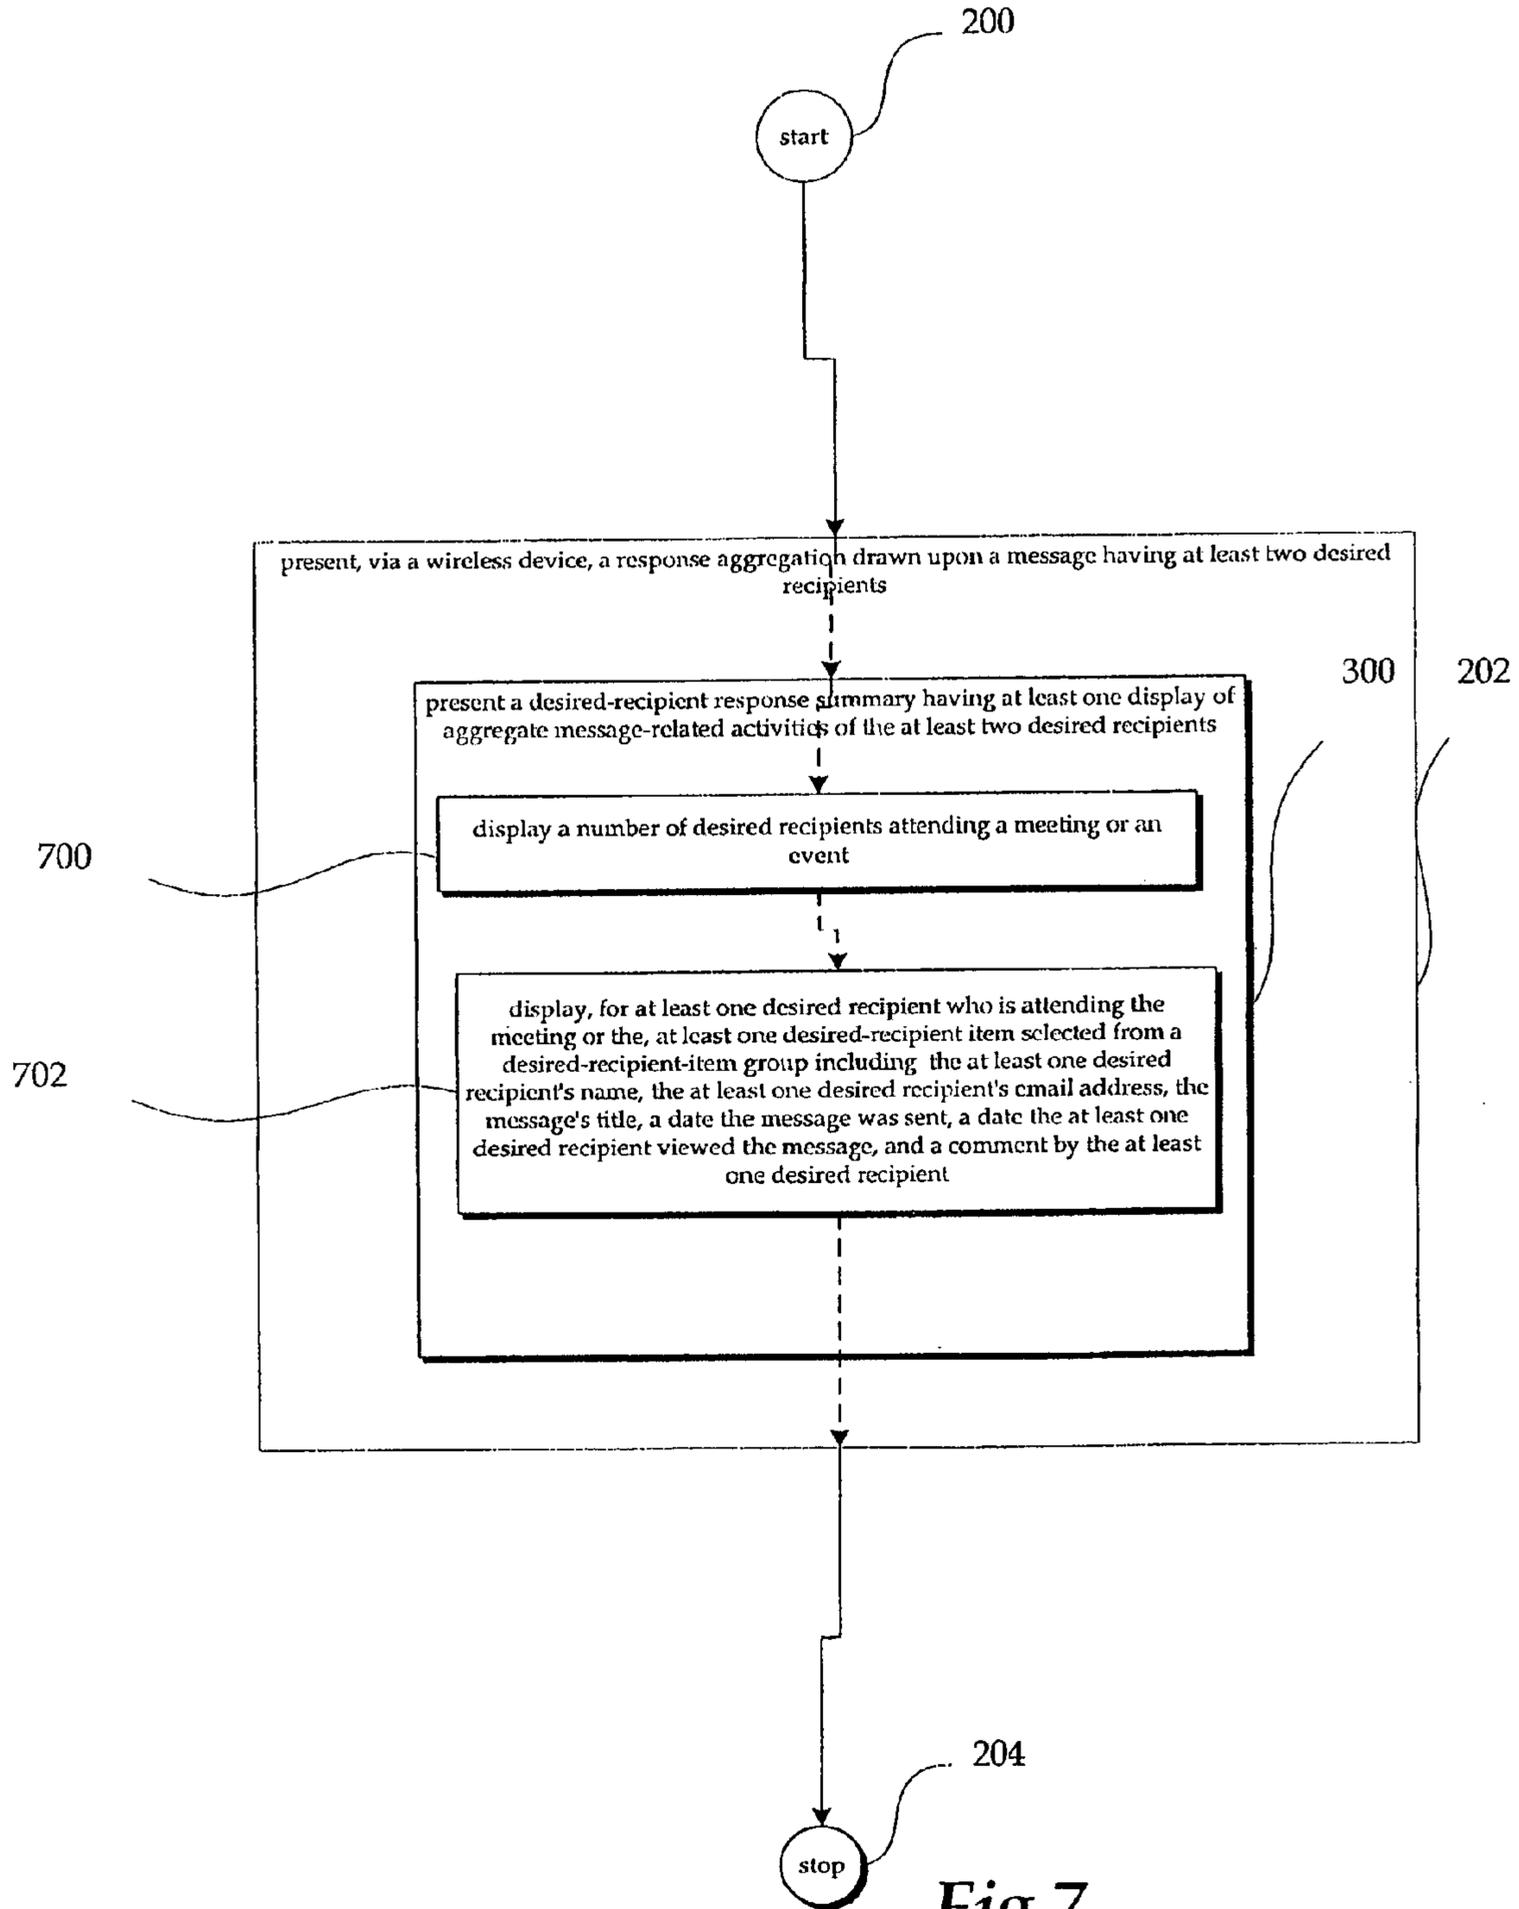 200
start
present, via a wireless device, a response aggregation drawn upon a message having at least two desired
recipients
300
202
present a desired-recipient response summary having at least one display of
aggregate message-related activities of the at least two desired recipients
700
display a number of desired recipients attending a meeting or an
event
702
display, for at least one desired recipient who is attending the
meeting or the, at least one desired-recipient item selected from a
desired-recipient-item group including the at least one desired
recipient's name, the at least one desired recipient's email address, the
message's title, a date the message was sent, a date the at least one
desired recipient viewed the message, and a comment by the at least
one desired recipient
204
stop
Fig 7